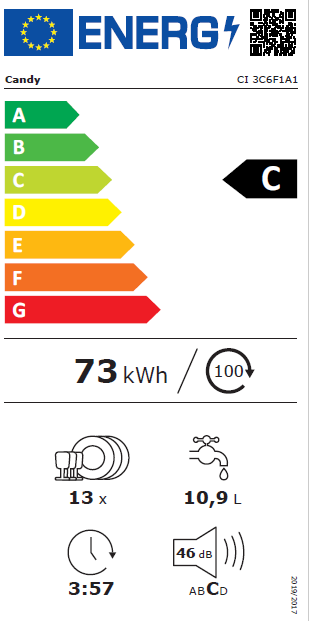 ENERG
Candy CI 3C6F1A1
A
B
C
C
D
E
F
G
73 kWh / 100
13 x 10,9 L
46 dB
3:57 ABCD
2019/2017